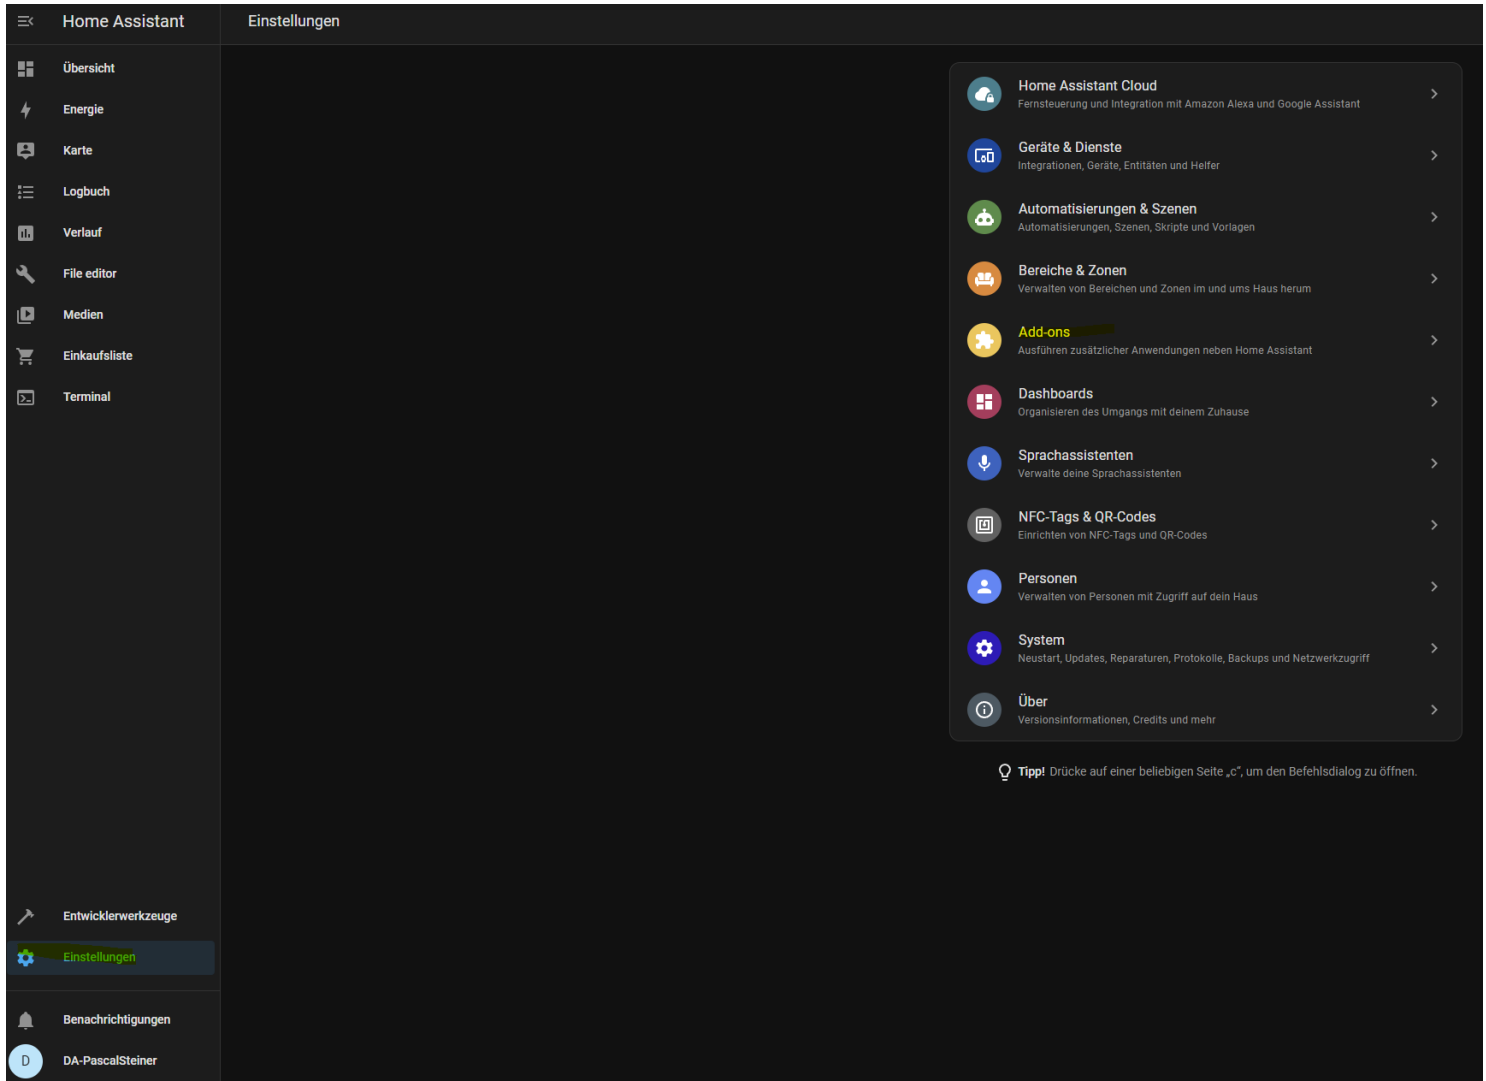 Home Assistant
Einstellungen
Übersicht
Energie
Karte
Logbuch
Verlauf
File editor
Medien
Einkaufsliste
Terminal
Entwicklerwerkzeuge
Einstellungen
Benachrichtigungen
D
DA-PascalSteiner
Home Assistant Cloud
Fernsteuerung und Integration mit Amazon Alexa und Google Assistant
Geräte & Dienste
Integrationen, Geräte, Entitäten und Helfer
Automatisierungen & Szenen
Automatisierungen, Szenen, Skripte und Vorlagen
Bereiche & Zonen
Verwalten von Bereichen und Zonen im und ums Haus herum
Add-ons
Ausführen zusätzlicher Anwendungen neben Home Assistant
Dashboards
Organisieren des Umgangs mit deinem Zuhause
Sprachassistenten
Verwalte deine Sprachassistenten
NFC-Tags & QR-Codes
Einrichten von NFC-Tags und QR-Codes
Personen
Verwalten von Personen mit Zugriff auf dein Haus
System
Neustart, Updates, Reparaturen, Protokolle, Backups und Netzwerkzugriff
Über
Versionsinformationen, Credits und mehr
Tipp! Drücke auf einer beliebigen Seite „c“, um den Befehlsdialog zu öffnen.